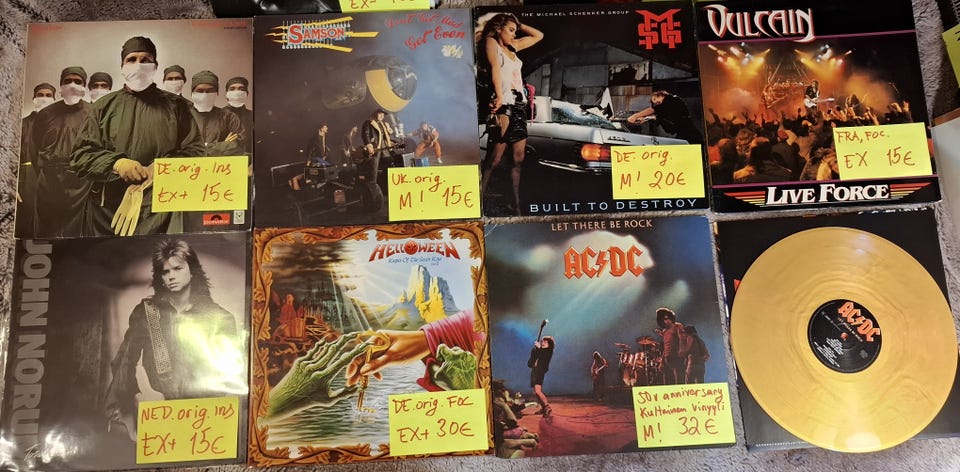 EX-
DE. orig. Ins
EX+ 15€
SAMSON
Don't Get Mad
Get Even
UK. orig.
M! 15€
THE MICHAEL SCHENKER GROUP
MSG
DE. orig.
M! 20€
BUILT TO DESTROY
VULCAIN
FRA, FOC.
EX 15€
LIVE FORCE
JOHN NORUM
NED. orig. Ins
EX+ 15€
HELLOWEEN
Keeper Of The Seven Keys
DE. orig. FOC
EX+ 30€
LET THERE BE ROCK
AC/DC
50v anniversary
Kultainen vinyyli
M! 32€
AC/DC